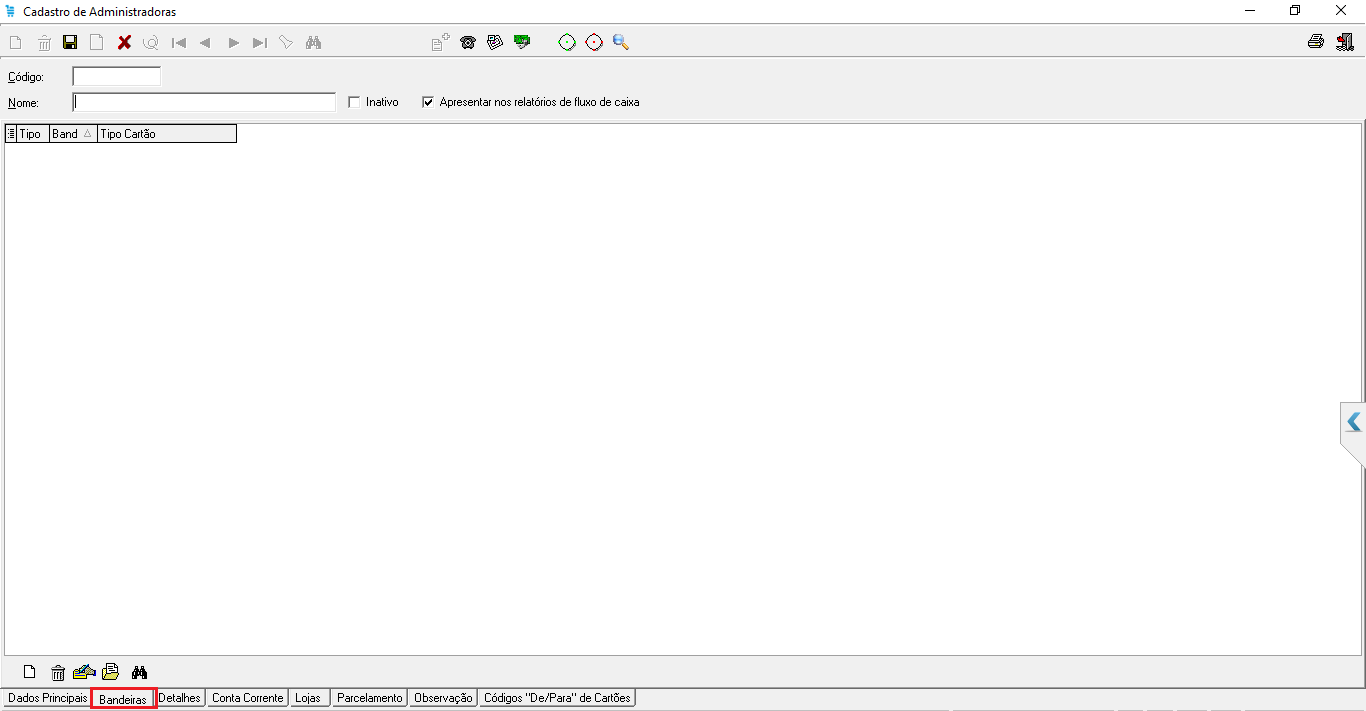 Cadastro de Administradoras
Código:
Nome:
Inativo
Apresentar nos relatórios de fluxo de caixa
Tipo Band Tipo Cartão
Dados Principais Bandeiras Detalhes Conta Corrente Lojas Parcelamento Observação Códigos "De/Para" de Cartões